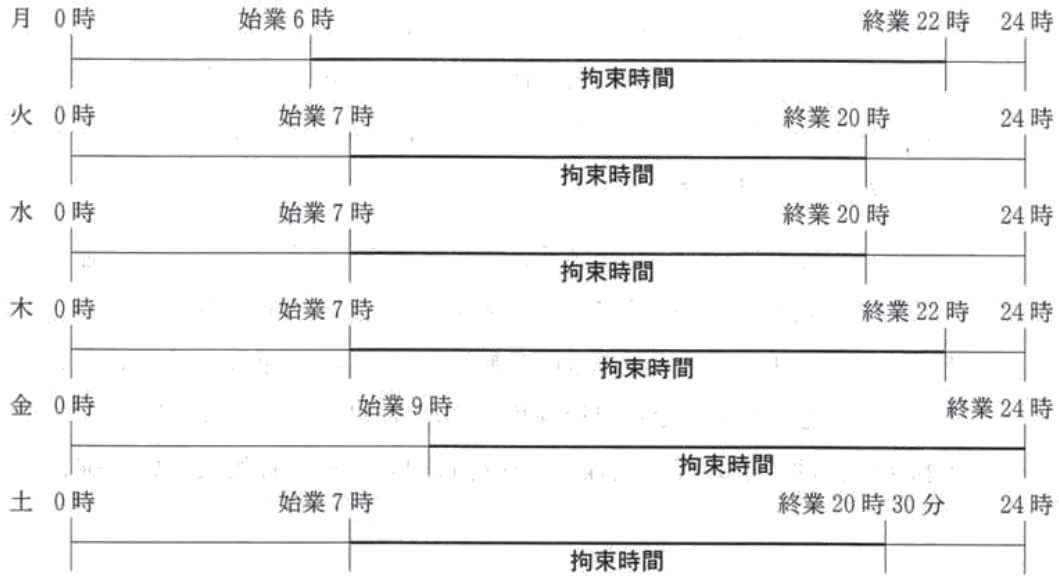 月 0時 始業6時 終業22時 24時
拘束時間
火 0時 始業7時 終業20時 24時
拘束時間
水 0時 始業7時 終業20時 24時
拘束時間
木 0時 始業7時 終業22時 24時
拘束時間
金 0時 始業9時 終業24時
拘束時間
土 0時 始業7時 終業20時30分 24時
拘束時間